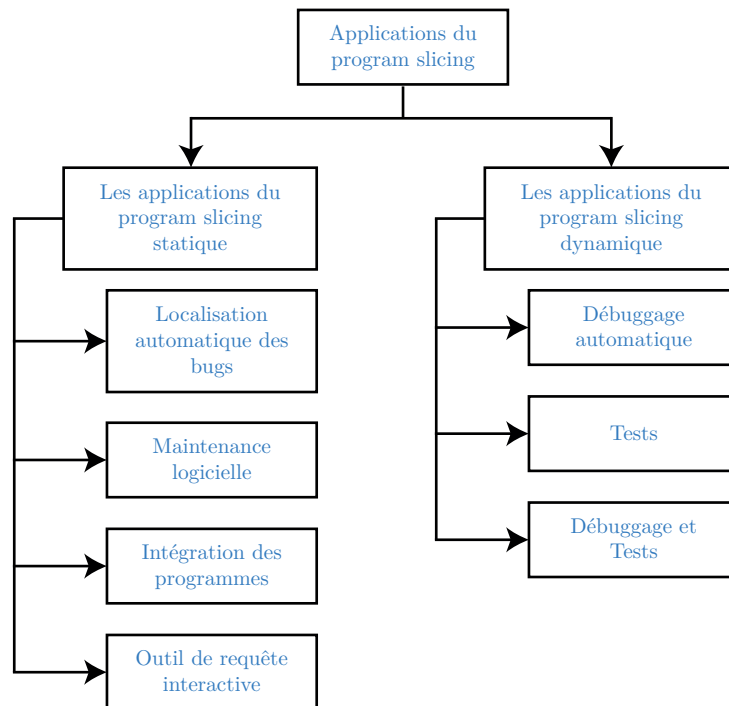 Applications du
program slicing
Les applications du
program slicing
statique
Localisation
automatique des
bugs
Maintenance
logicielle
Intégration des
programmes
Outil de requête
interactive
Les applications du
program slicing
dynamique
Débuggage
automatique
Tests
Débuggage et
Tests